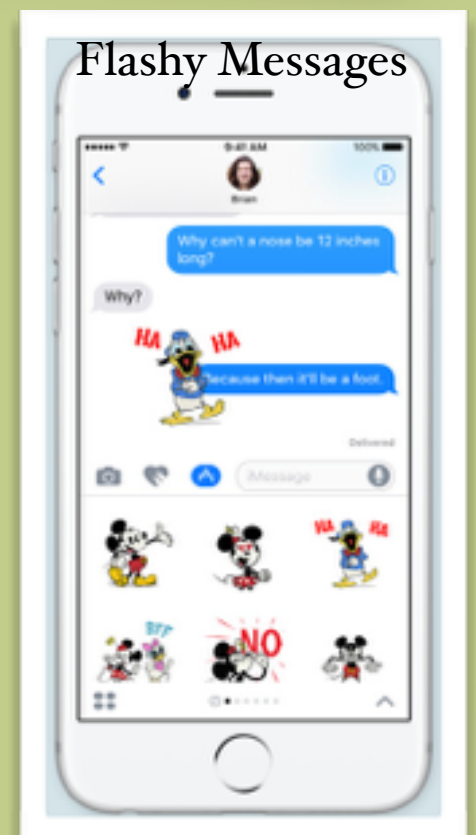 Flashy Messages
9:41 AM
100%
Brian
Why can't a nose be 12 inches
long?
Why?
HA
HA
Because then it'll be a foot.
Delivered
iMessage
HA
HA
BFF
NO